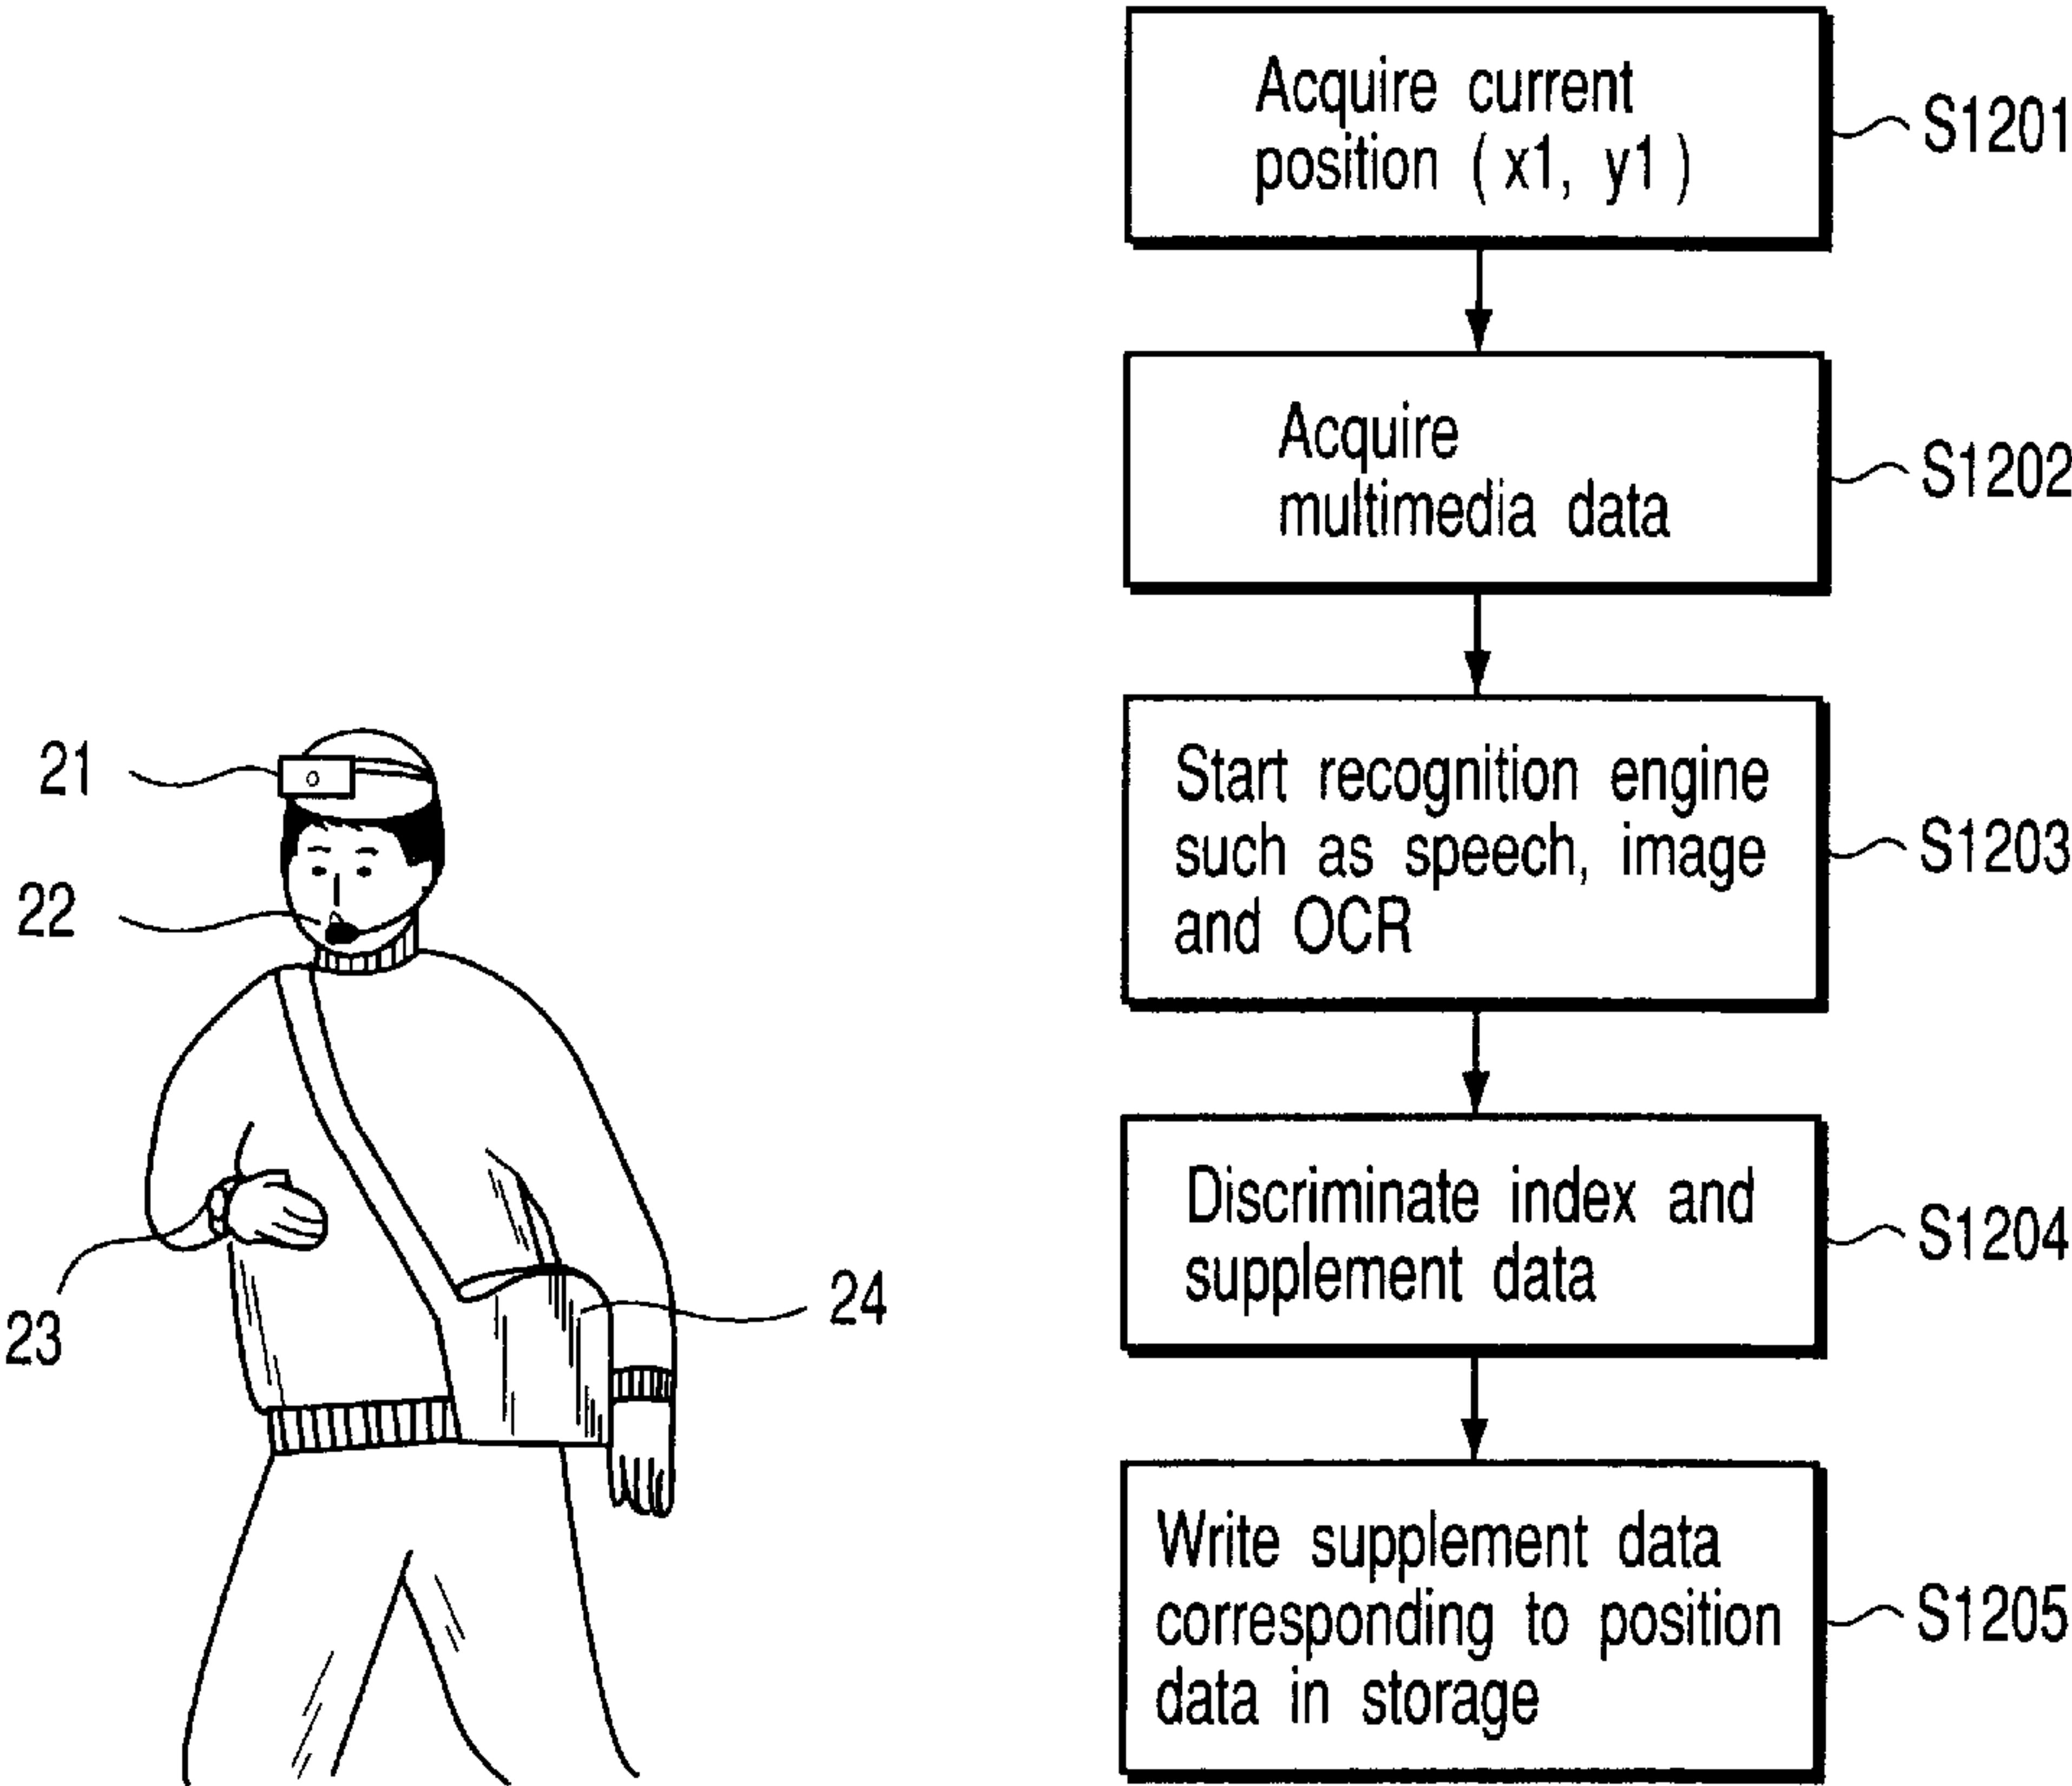 Acquire current
position (x1, y1)
S1201
Acquire
multimedia data
S1202
Start recognition engine
such as speech, image
and OCR
S1203
Discriminate index and
supplement data
S1204
Write supplement data
corresponding to position
data in storage
S1205
21
22
23
24